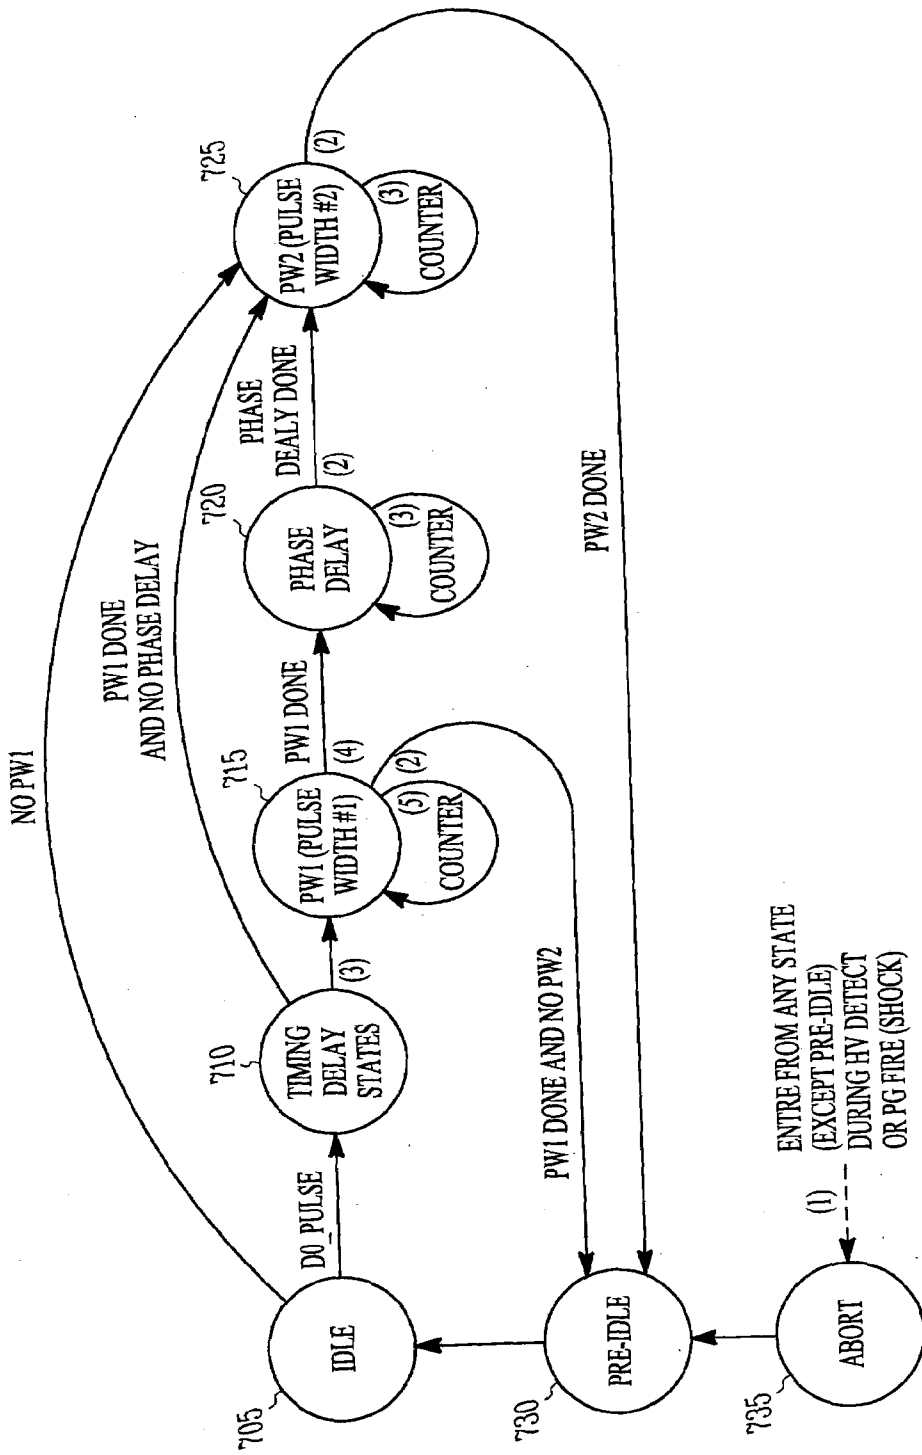 NO PW1
PW1 DONE
AND NO PHASE DELAY
705
IDLE
D0_PULSE
710
TIMING
DELAY
STATES
(3)
715
PW1 (PULSE
WIDTH #1)
(4)
PW1 DONE
(2)
(5)
COUNTER
720
PHASE
DELAY
(2)
PHASE
DEALY DONE
(3)
COUNTER
725
PW2 (PULSE
WIDTH #2)
(2)
(3)
COUNTER
PW1 DONE AND NO PW2
PW2 DONE
730
PRE-IDLE
735
ABORT
(1)
ENTRE FROM ANY STATE
(EXCEPT PRE-IDLE)
DURING HV DETECT
OR PG FIRE (SHOCK)